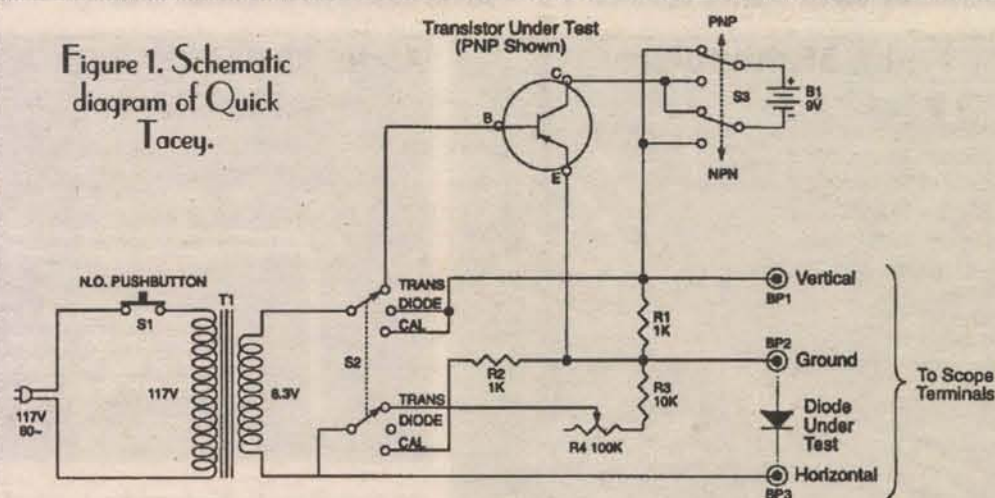 Figure 1. Schematic
diagram of Quick
Tacey.
Transistor Under Test
(PNP Shown)
C
B
E
PNP
S3
+
B1
9V
-
NPN
N.O. PUSHBUTTON
S1
T1
117V
60~
117V
6.3V
S2
TRANS
DIODE
CAL
TRANS
DIODE
CAL
R2
1K
R1
1K
R3
10K
R4 100K
Vertical
BP1
BP2
Ground
Diode
Under
Test
Horizontal
BP3
To Scope
Terminals